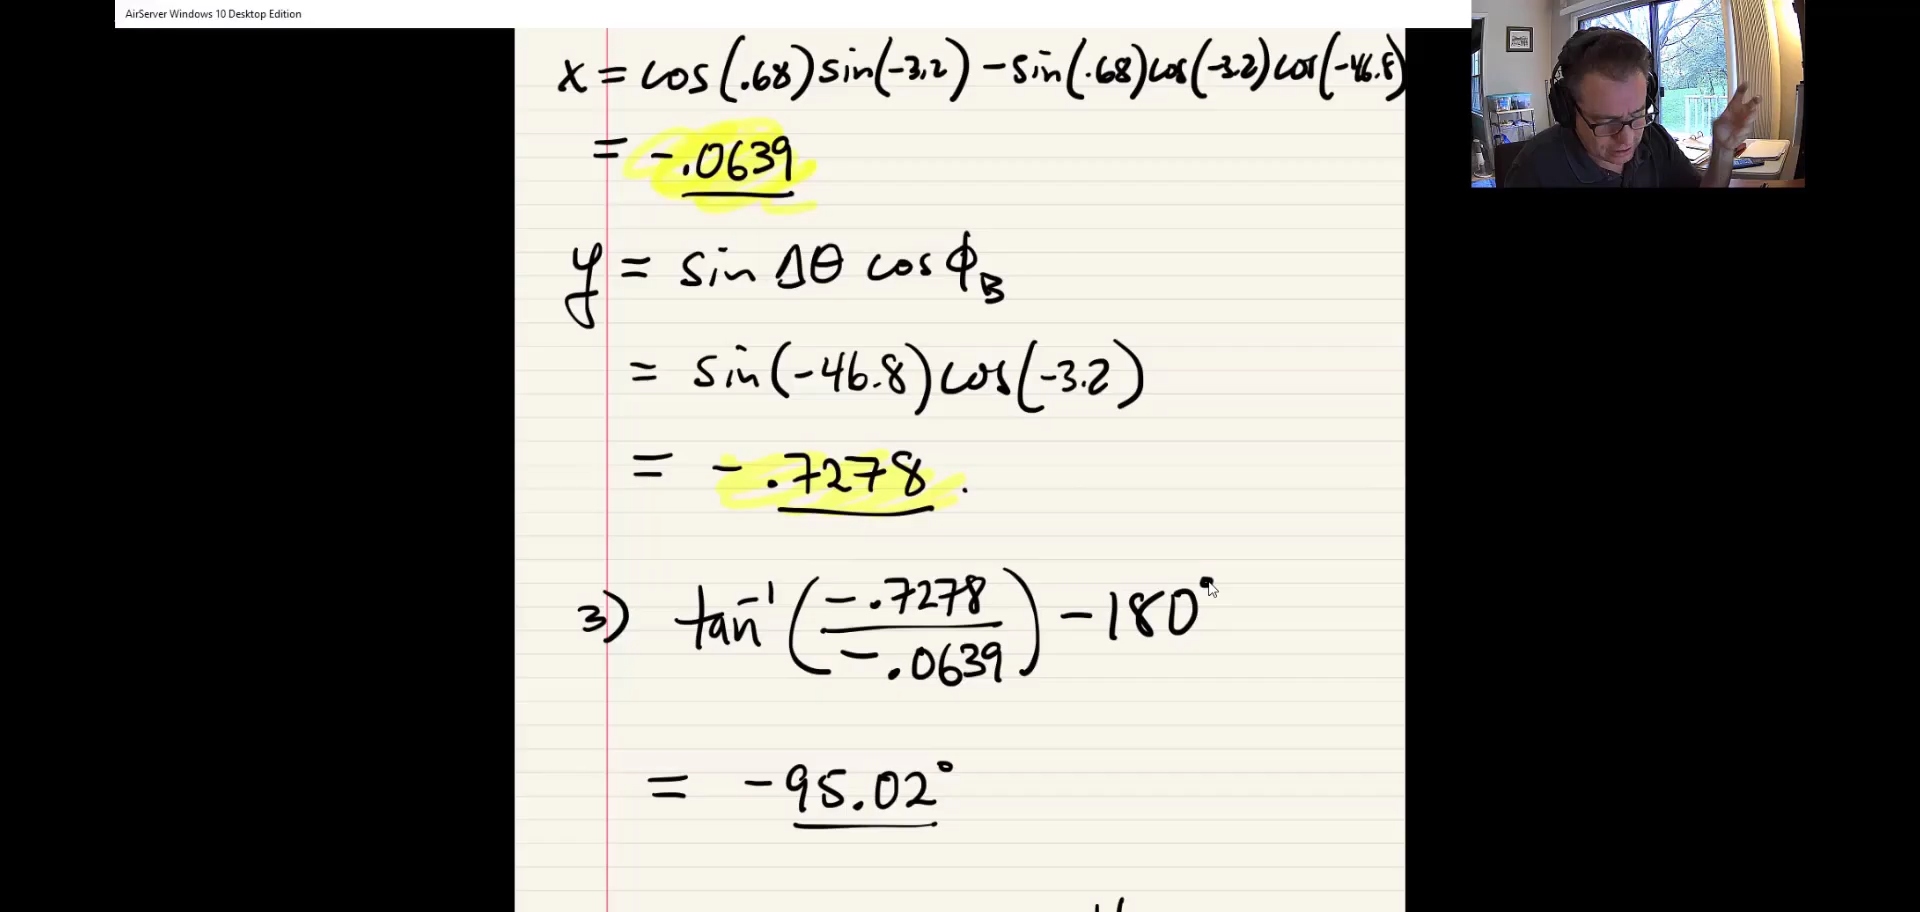 AirServer Windows 10 Desktop Edition
x = cos(.68)sin(-3.2) - sin(.68)cos(-3.2)cos(-46.8)
= -.0639
y = sin Δθ cos ϕ_B
= sin(-46.8)cos(-3.2)
= -.7278.
3) tan⁻¹(-.7278/-.0639) - 180°
= -95.02°